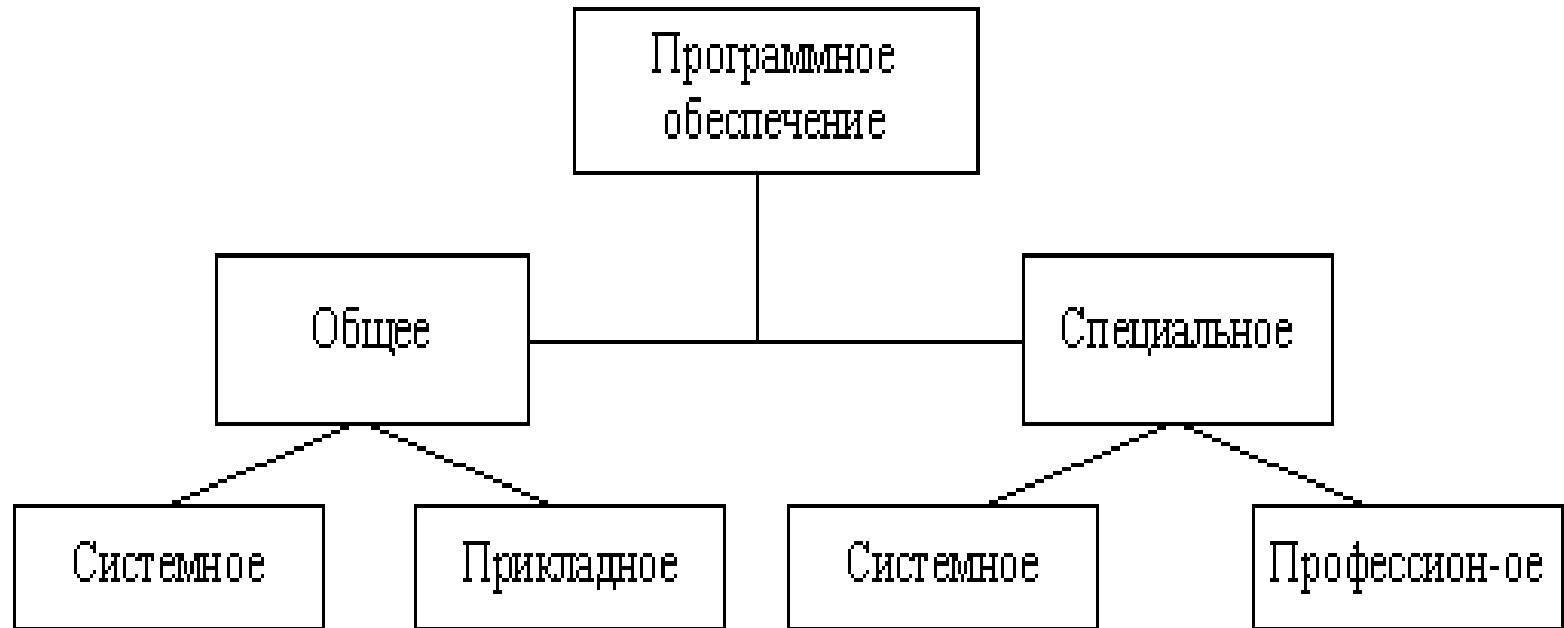 Программное
обеспечение
Общее
Специальное
Системное
Прикладное
Системное
Профессион-ое